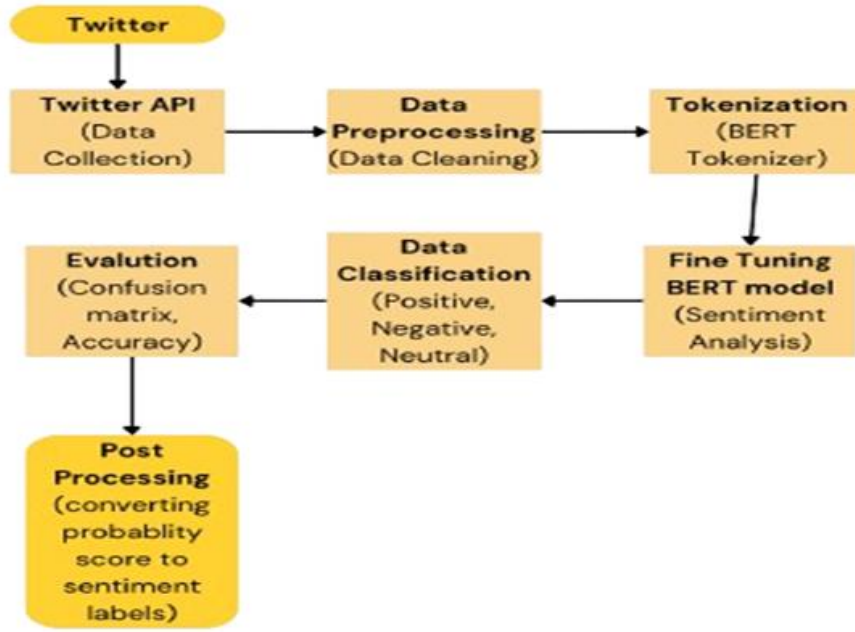 Twitter
Twitter API
(Data
Collection)
Data
Preprocessing
(Data Cleaning)
Tokenization
(BERT
Tokenizer)
Fine Tuning
BERT model
(Sentiment
Analysis)
Data
Classification
(Positive,
Negative,
Neutral)
Evalution
(Confusion
matrix,
Accuracy)
Post
Processing
(converting
probablity
score to
sentiment
labels)